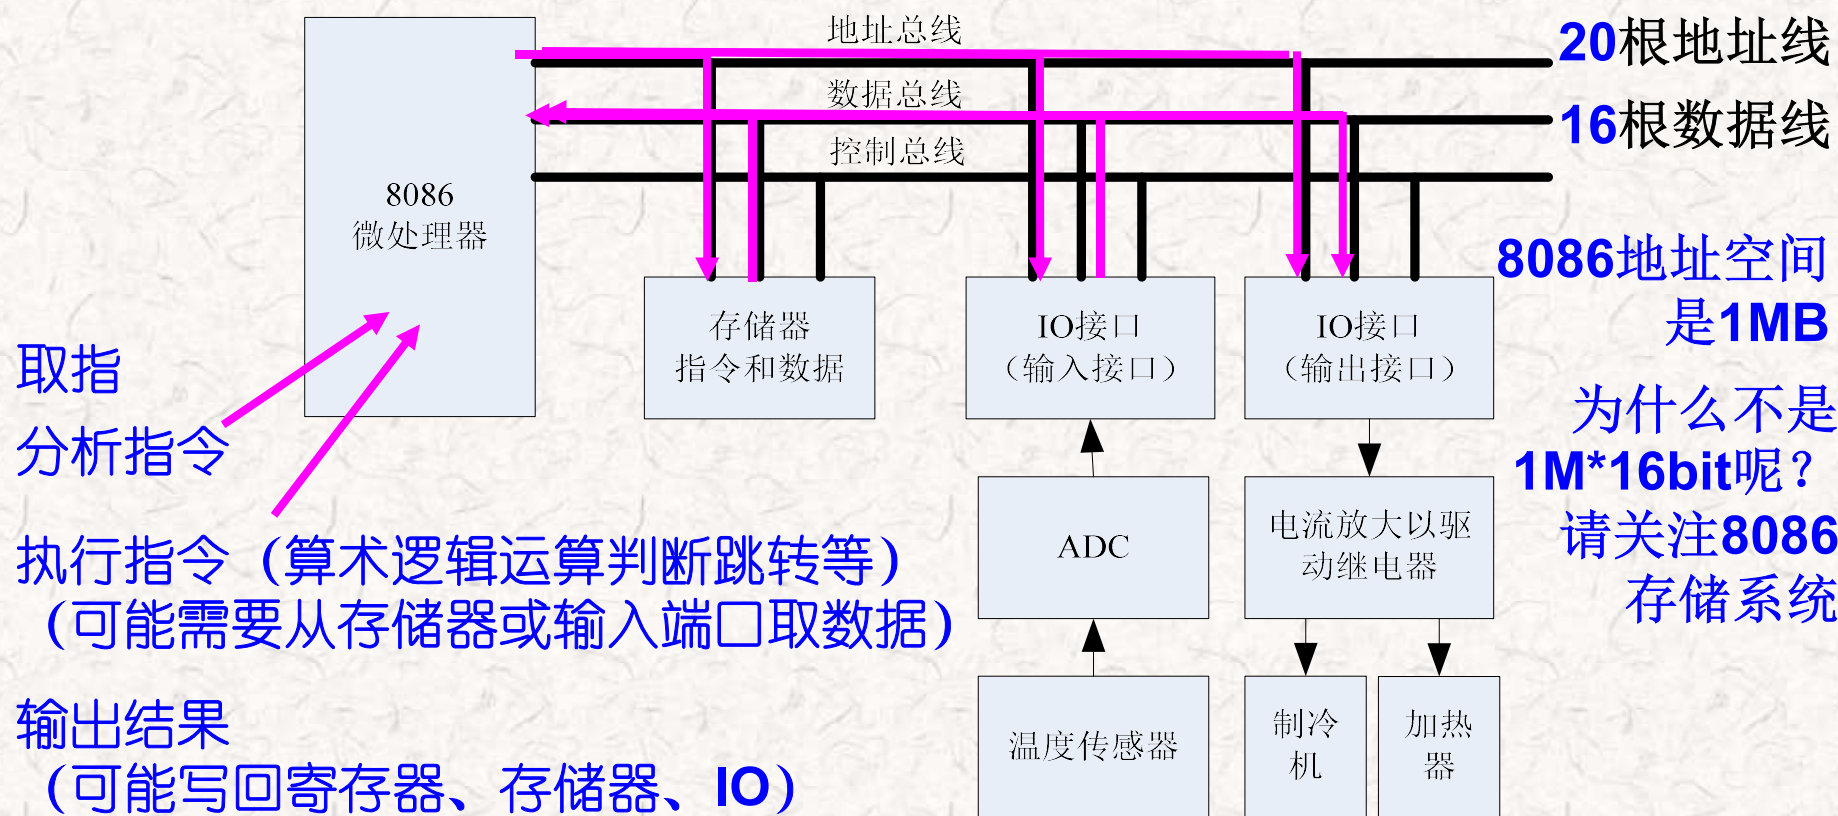 地址总线
20根地址线
数据总线
16根数据线
控制总线
8086
微处理器
8086地址空间
是1MB
存储器
指令和数据
IO接口
（输入接口）
IO接口
（输出接口）
取指
分析指令
为什么不是
1M*16bit呢？
请关注8086
存储系统
ADC
电流放大以驱
动继电器
执行指令（算术逻辑运算判断跳转等）
（可能需要从存储器或输入端口取数据）
输出结果
（可能写回寄存器、存储器、IO）
温度传感器
制冷
机
加热
器